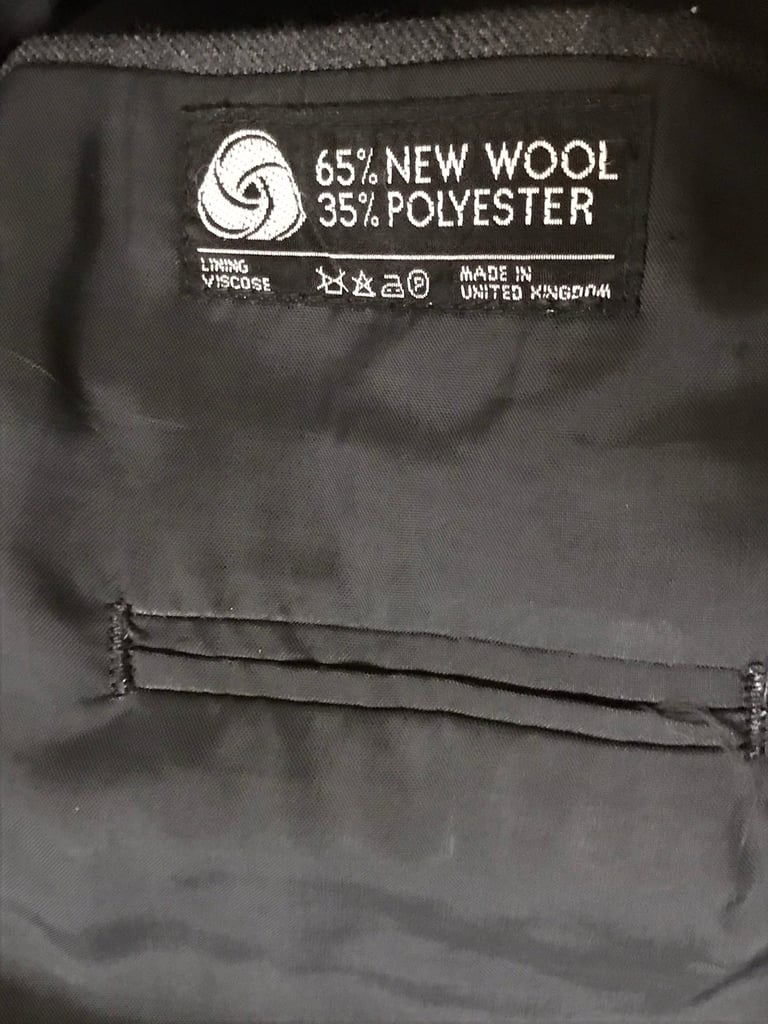 65% NEW WOOL
35% POLYESTER
LINING
VISCOSE
P
MADE IN
UNITED KINGDOM